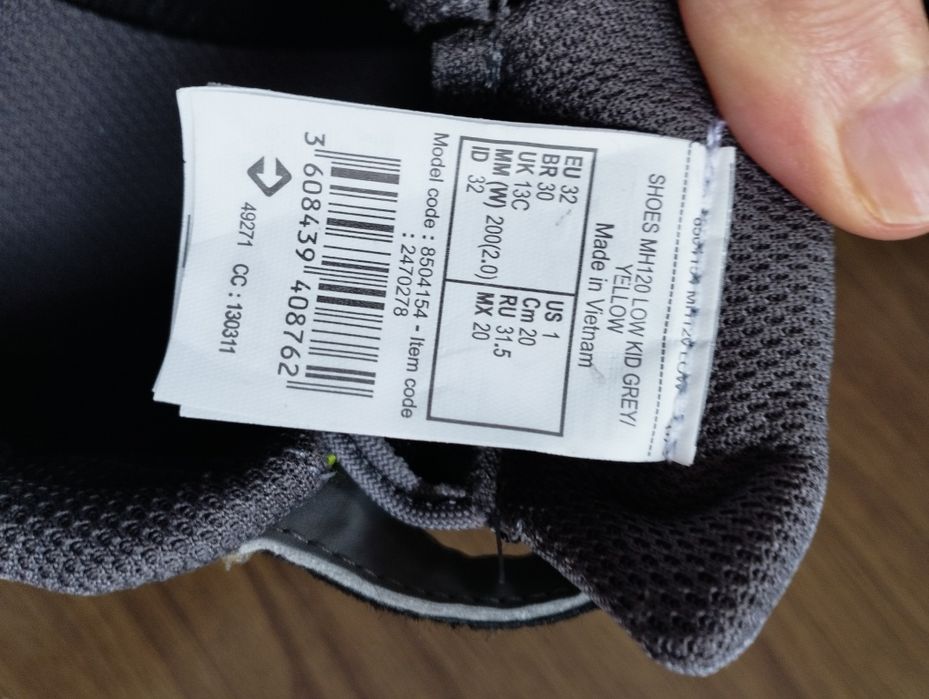 SHOES MH120 LOW KID GREY/
YELLOW
Made in Vietnam
EU 32
BR 30
UK 13C
MM (W) 200(2.0)
ID 32
US 1
Cm 20
RU 31.5
MX 20
Model code : 8504154 - Item code
: 2470278
3 608439 408762
49271 CC : 130311